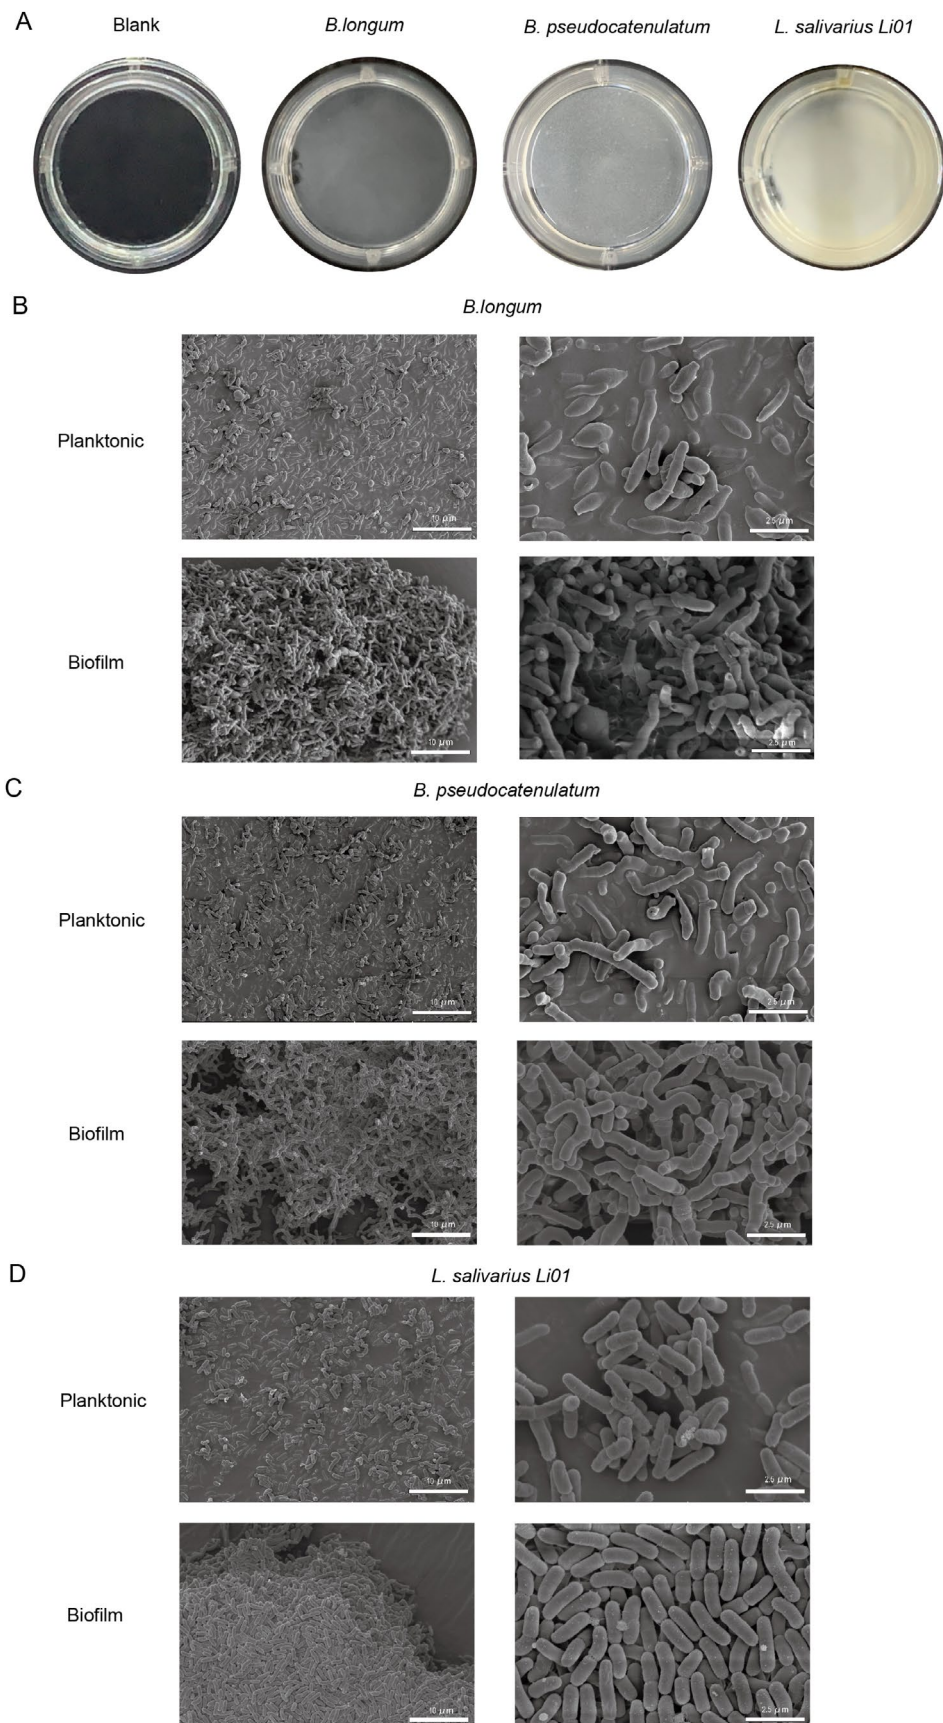 A
Blank
B.longum
B. pseudocatenulatum
L. salivarius Li01
B
B.longum
Planktonic
10 μm
2.5 μm
Biofilm
10 μm
2.5 μm
C
B. pseudocatenulatum
Planktonic
10 μm
2.5 μm
Biofilm
10 μm
2.5 μm
D
L. salivarius Li01
Planktonic
10 μm
2.5 μm
Biofilm
10 μm
2.5 μm